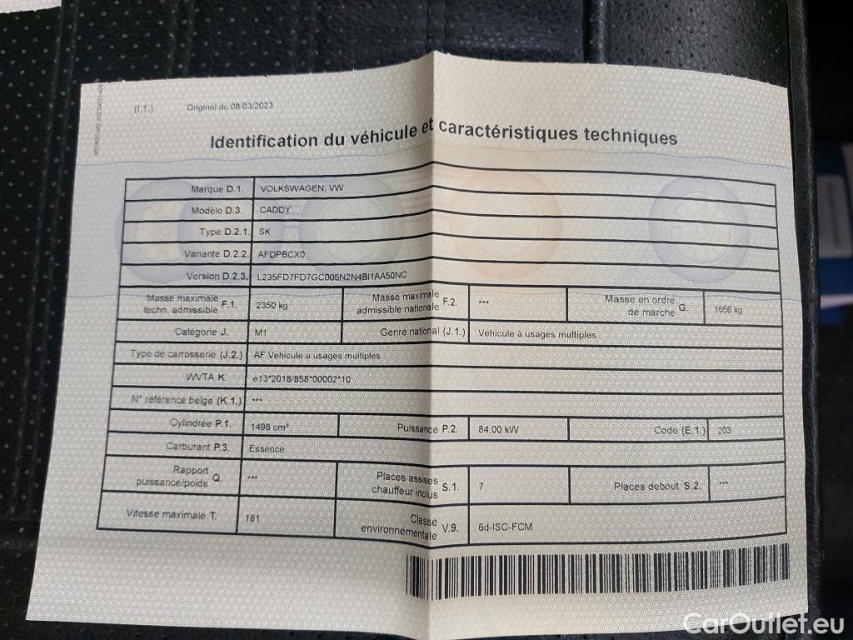 (I.1.) Original du 08/03/2023
Identification du véhicule et caractéristiques techniques
Marque D.1. VOLKSWAGEN, VW
Modèle D.3. CADDY
Type D.2.1. SK
Variante D.2.2. AFDPBCX0
Version D.2.3. L235FD7FD7GC005N2N4BI1AA50NC
Masse maximale techn. admissible F.1. 2350 kg Masse maximale admissible nationale F.2. *** Masse en ordre de marche G. 1656 kg
Catégorie J. M1 Genre national (J.1.) Véhicule à usages multiples
Type de carrosserie (J.2.) AF Véhicule à usages multiples
WVTA K. e13*2018/858*00002*10
N° référence belge (K.1.) ***
Cylindrée P.1. 1498 cm³ Puissance P.2. 84,00 kW Code (E.1.) 203
Carburant P.3. Essence
Rapport puissance/poids Q. *** Places assises chauffeur inclus S.1. 7 Places debout S.2. ***
Vitesse maximale T. 181 Classe environnementale V.9. 6d-ISC-FCM
CarOutlet.eu